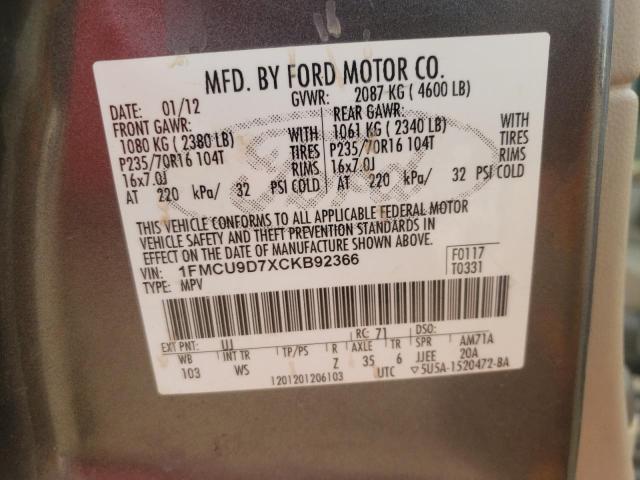 MFD. BY FORD MOTOR CO.
DATE: 01/12 GVWR: 2087 KG ( 4600 LB)
FRONT GAWR: REAR GAWR:
1080 KG ( 2380 LB) WITH 1061 KG ( 2340 LB) WITH
P235/70R16 104T TIRES P235/70R16 104T TIRES
16x7.0J RIMS 16x7.0J RIMS
AT 220 kPa/ 32 PSI COLD AT 220 kPa/ 32 PSI COLD
Ford
THIS VEHICLE CONFORMS TO ALL APPLICABLE FEDERAL MOTOR
VEHICLE SAFETY AND THEFT PREVENTION STANDARDS IN
EFFECT ON THE DATE OF MANUFACTURE SHOWN ABOVE.
VIN: 1FMCU9D7XCKB92366 F0117
TYPE: MPV T0331
EXT PNT: UJ RC: 71 DSO:
WB INT TR TP/PS R AXLE TR SPR AM71A
103 WS Z 35 6 JJEE 20A
1201201206103 UTC ▽5U5A-1520472-BA